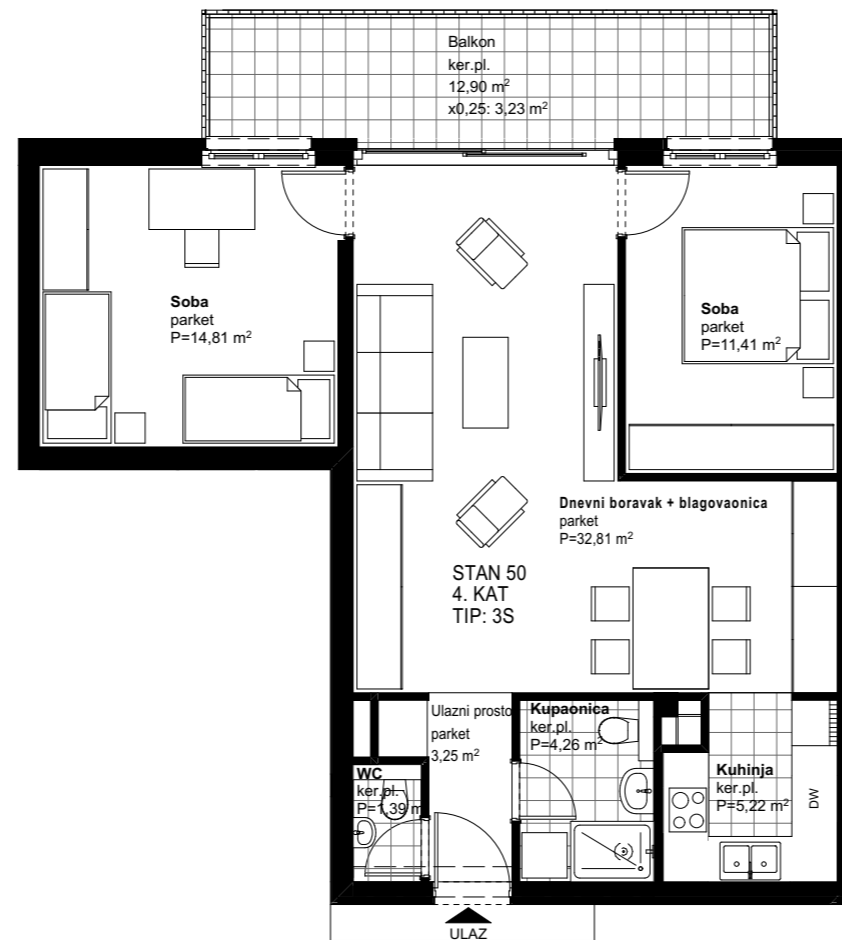 Balkon
ker.pl.
12,90 m²
x0,25: 3,23 m²
Soba
parket
P=14,81 m²
Soba
parket
P=11,41 m²
Dnevni boravak + blagovaonica
parket
P=32,81 m²
STAN 50
4. KAT
TIP: 3S
Ulazni prosto
parket
3,25 m²
Kupaonica
ker.pl.
P=4,26 m²
WC
ker.pl.
P=1,39 m
Kuhinja
ker.pl.
P=5,22 m²
DW
ULAZ